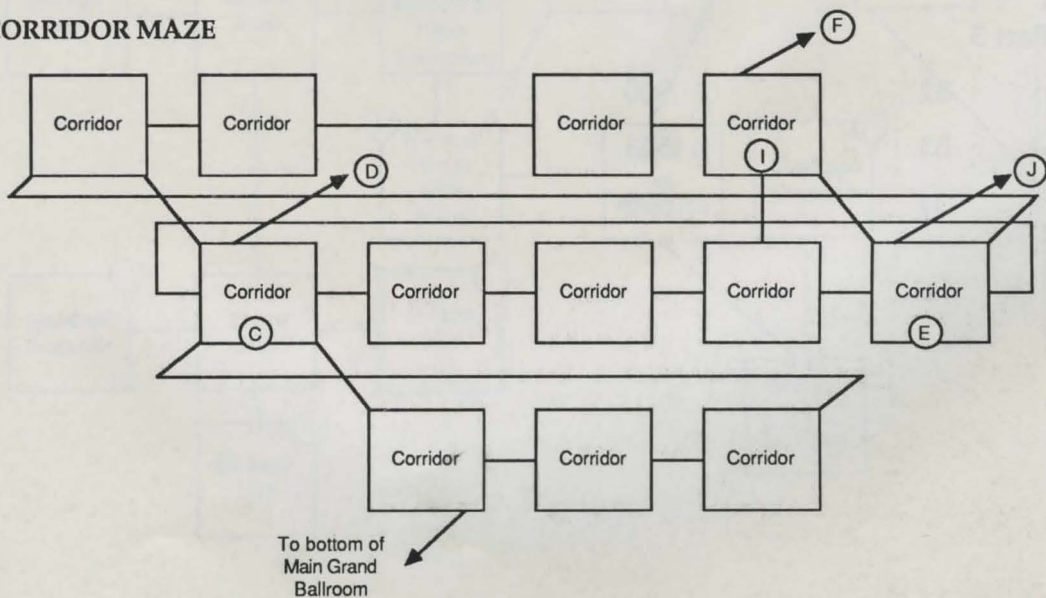 CORRIDOR MAZE
F
Corridor Corridor Corridor Corridor
I
D
J
Corridor Corridor Corridor Corridor Corridor
C
E
Corridor Corridor Corridor
To bottom of
Main Grand
Ballroom